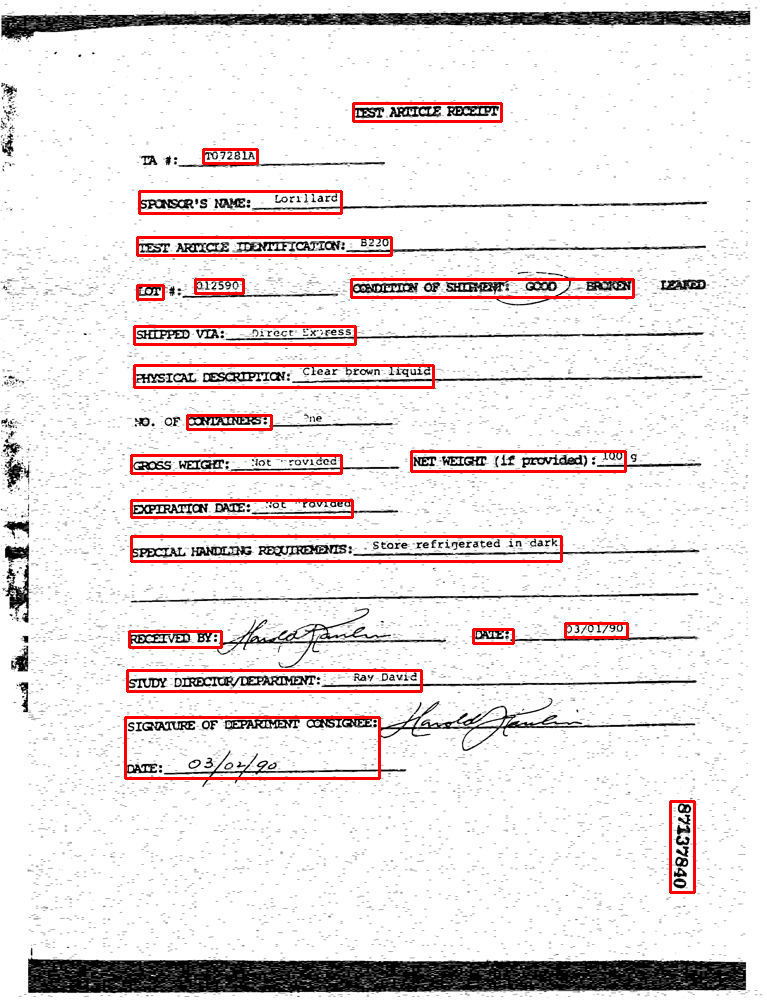 TEST ARTICLE RECEIPT
TA #: T07281A
SPONSOR'S NAME: Lorillard
TEST ARTICLE IDENTIFICATION: B220
LOT #: 012590 CONDITION OF SHIPMENT: GOOD BROKEN LEAKED
SHIPPED VIA: Direct Express
PHYSICAL DESCRIPTION: Clear brown liquid
NO. OF CONTAINERS: One
GROSS WEIGHT: Not Provided NET WEIGHT (if provided): 100 g
EXPIRATION DATE: Not Provided
SPECIAL HANDLING REQUIREMENTS: Store refrigerated in dark
RECEIVED BY: Harold DATE: 03/01/90
STUDY DIRECTOR/DEPARTMENT: Ray David
SIGNATURE OF DEPARTMENT CONSIGNEE: Harold
DATE: 03/02/90
87137840